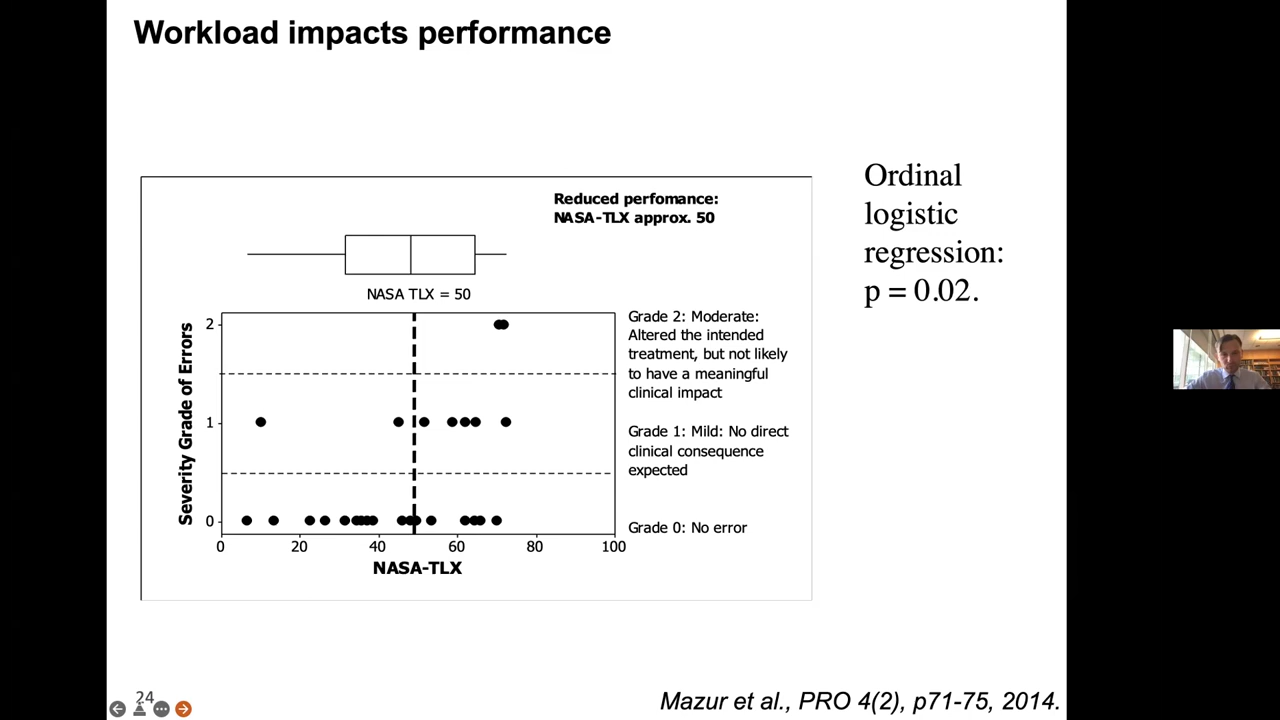 Workload impacts performance
Reduced perfomance:
NASA-TLX approx. 50
NASA TLX = 50
Severity Grade of Errors
2
1
0
0
20
40
60
80
100
NASA-TLX
Grade 2: Moderate:
Altered the intended
treatment, but not likely
to have a meaningful
clinical impact
Grade 1: Mild: No direct
clinical consequence
expected
Grade 0: No error
Ordinal
logistic
regression:
p = 0.02.
24
Mazur et al., PRO 4(2), p71-75, 2014.